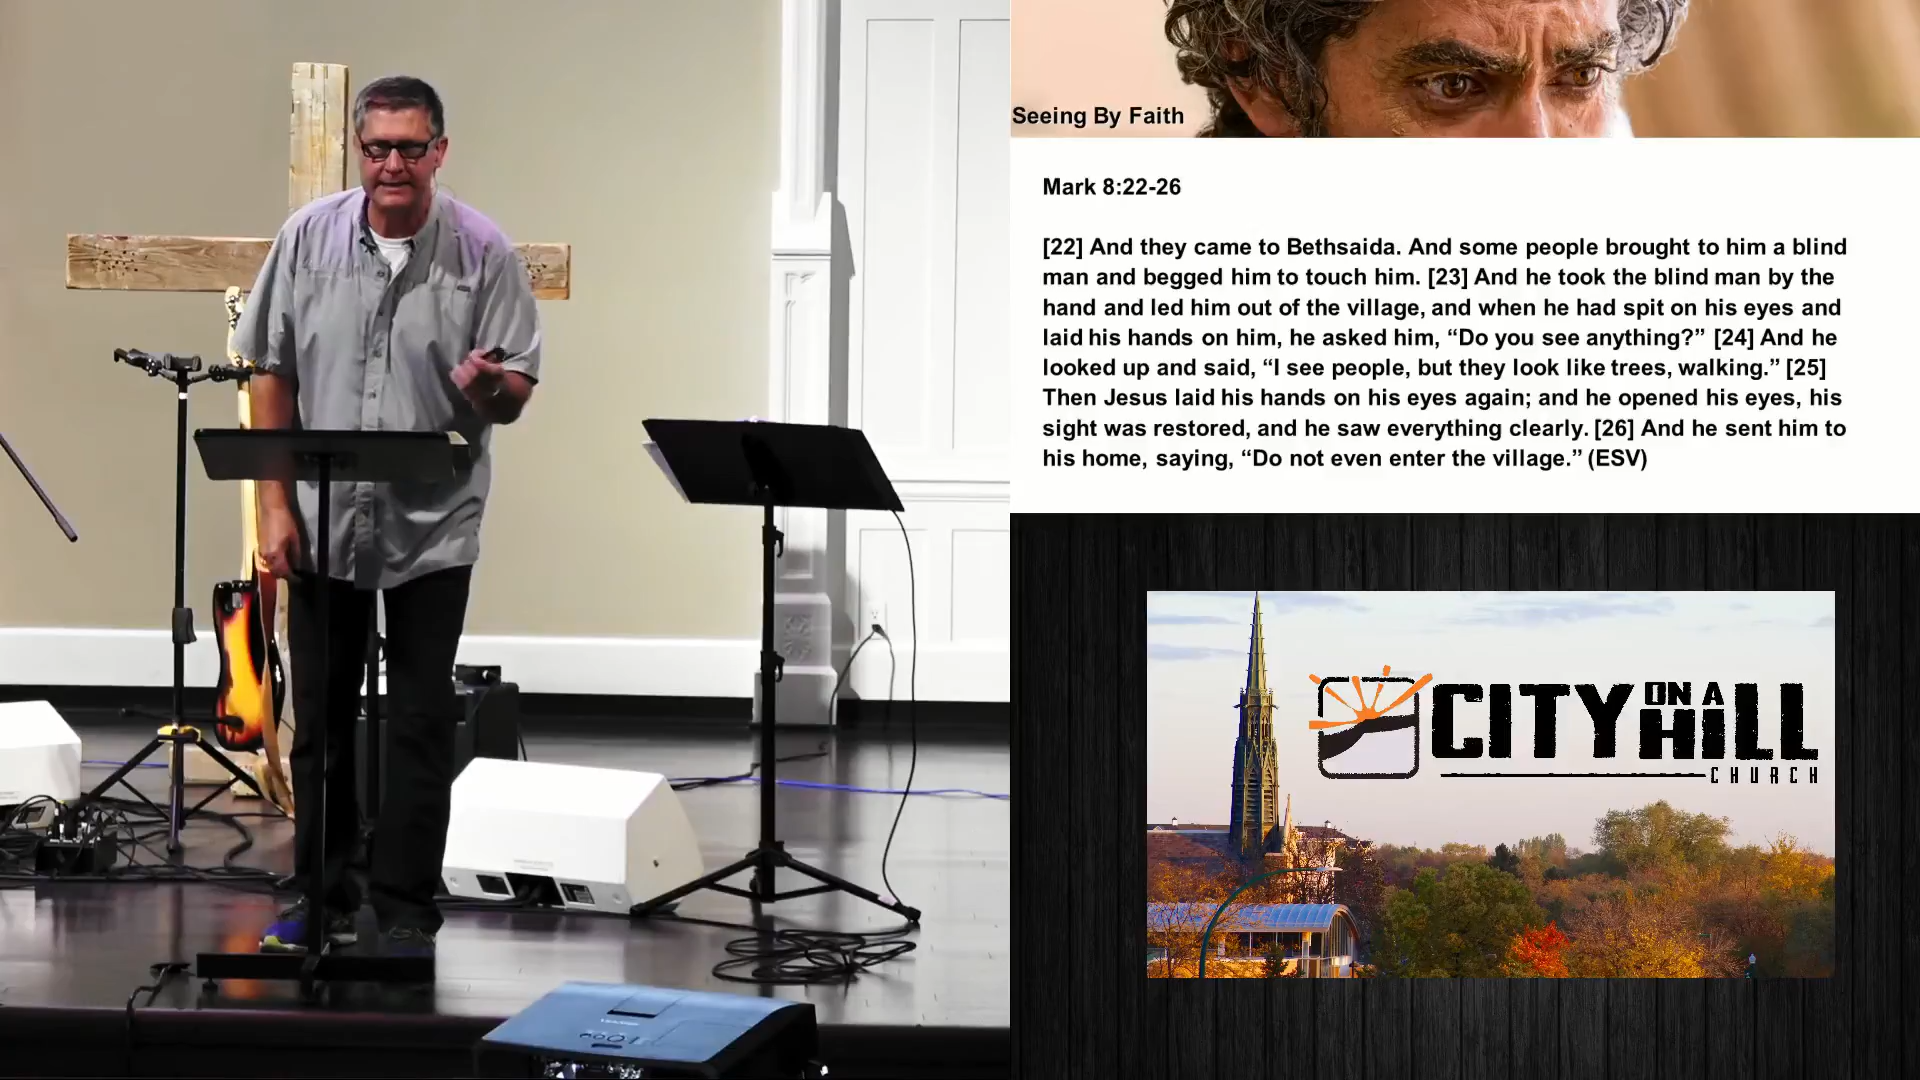 Seeing By Faith
Mark 8:22-26
[22] And they came to Bethsaida. And some people brought to him a blind
man and begged him to touch him. [23] And he took the blind man by the
hand and led him out of the village, and when he had spit on his eyes and
laid his hands on him, he asked him, “Do you see anything?” [24] And he
looked up and said, “I see people, but they look like trees, walking.” [25]
Then Jesus laid his hands on his eyes again; and he opened his eyes, his
sight was restored, and he saw everything clearly. [26] And he sent him to
his home, saying, “Do not even enter the village.” (ESV)
CITY ON A HILL
CHURCH